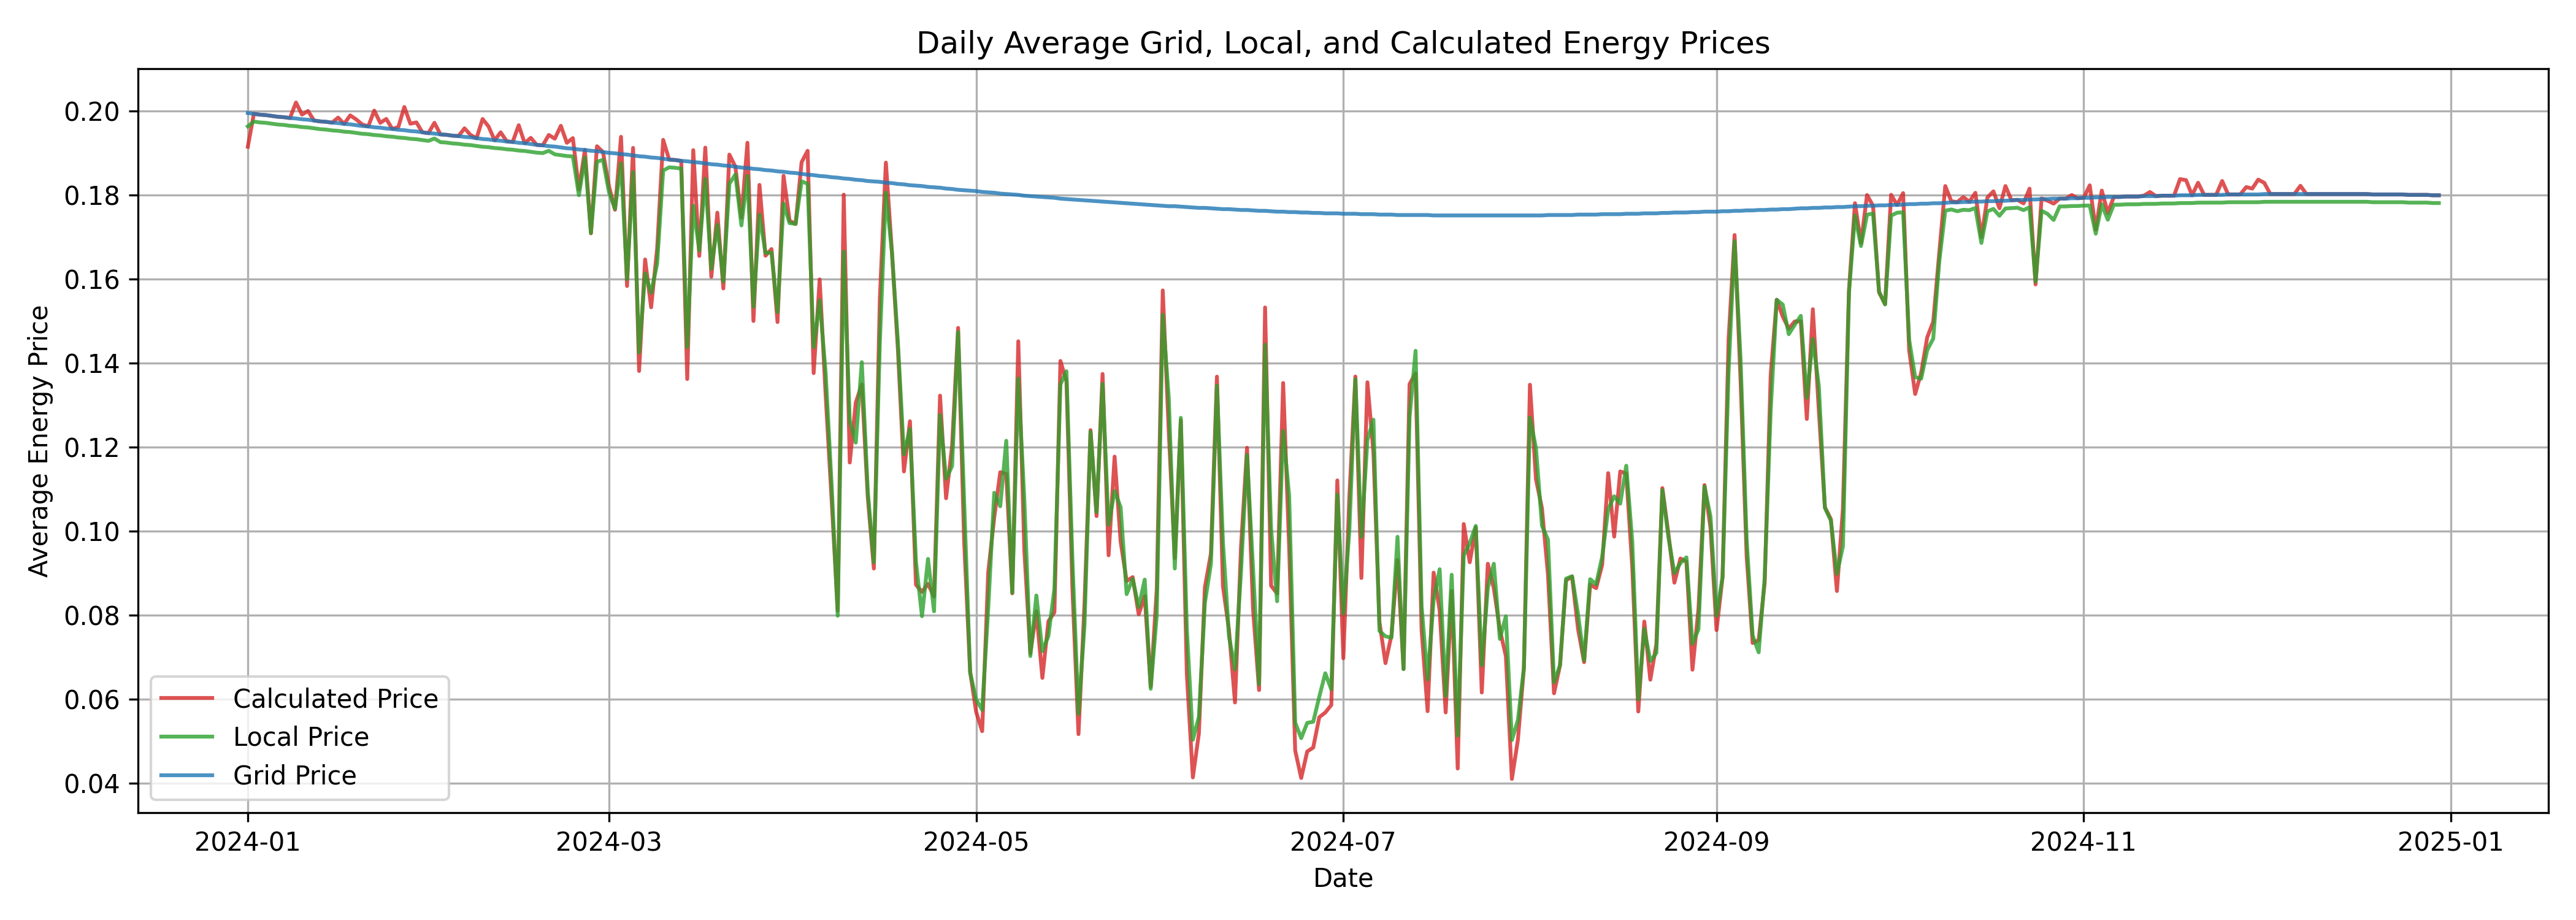 Daily Average Grid, Local, and Calculated Energy Prices
Average Energy Price
0.20
0.18
0.16
0.14
0.12
0.10
0.08
0.06
0.04
Calculated Price
Local Price
Grid Price
2024-01
2024-03
2024-05
2024-07
2024-09
2024-11
2025-01
Date